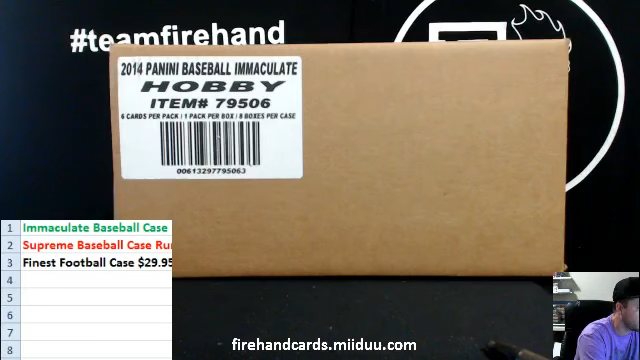 #teamfirehand
2014 PANINI BASEBALL IMMACULATE
HOBBY
ITEM# 79506
6 CARDS PER PACK / 1 PACK PER BOX / 8 BOXES PER CASE
00613297795063
1 Immaculate Baseball Case
2 Supreme Baseball Case Ru
3 Finest Football Case $29.95
4
5
6
7
8
firehandcards.miiduu.com